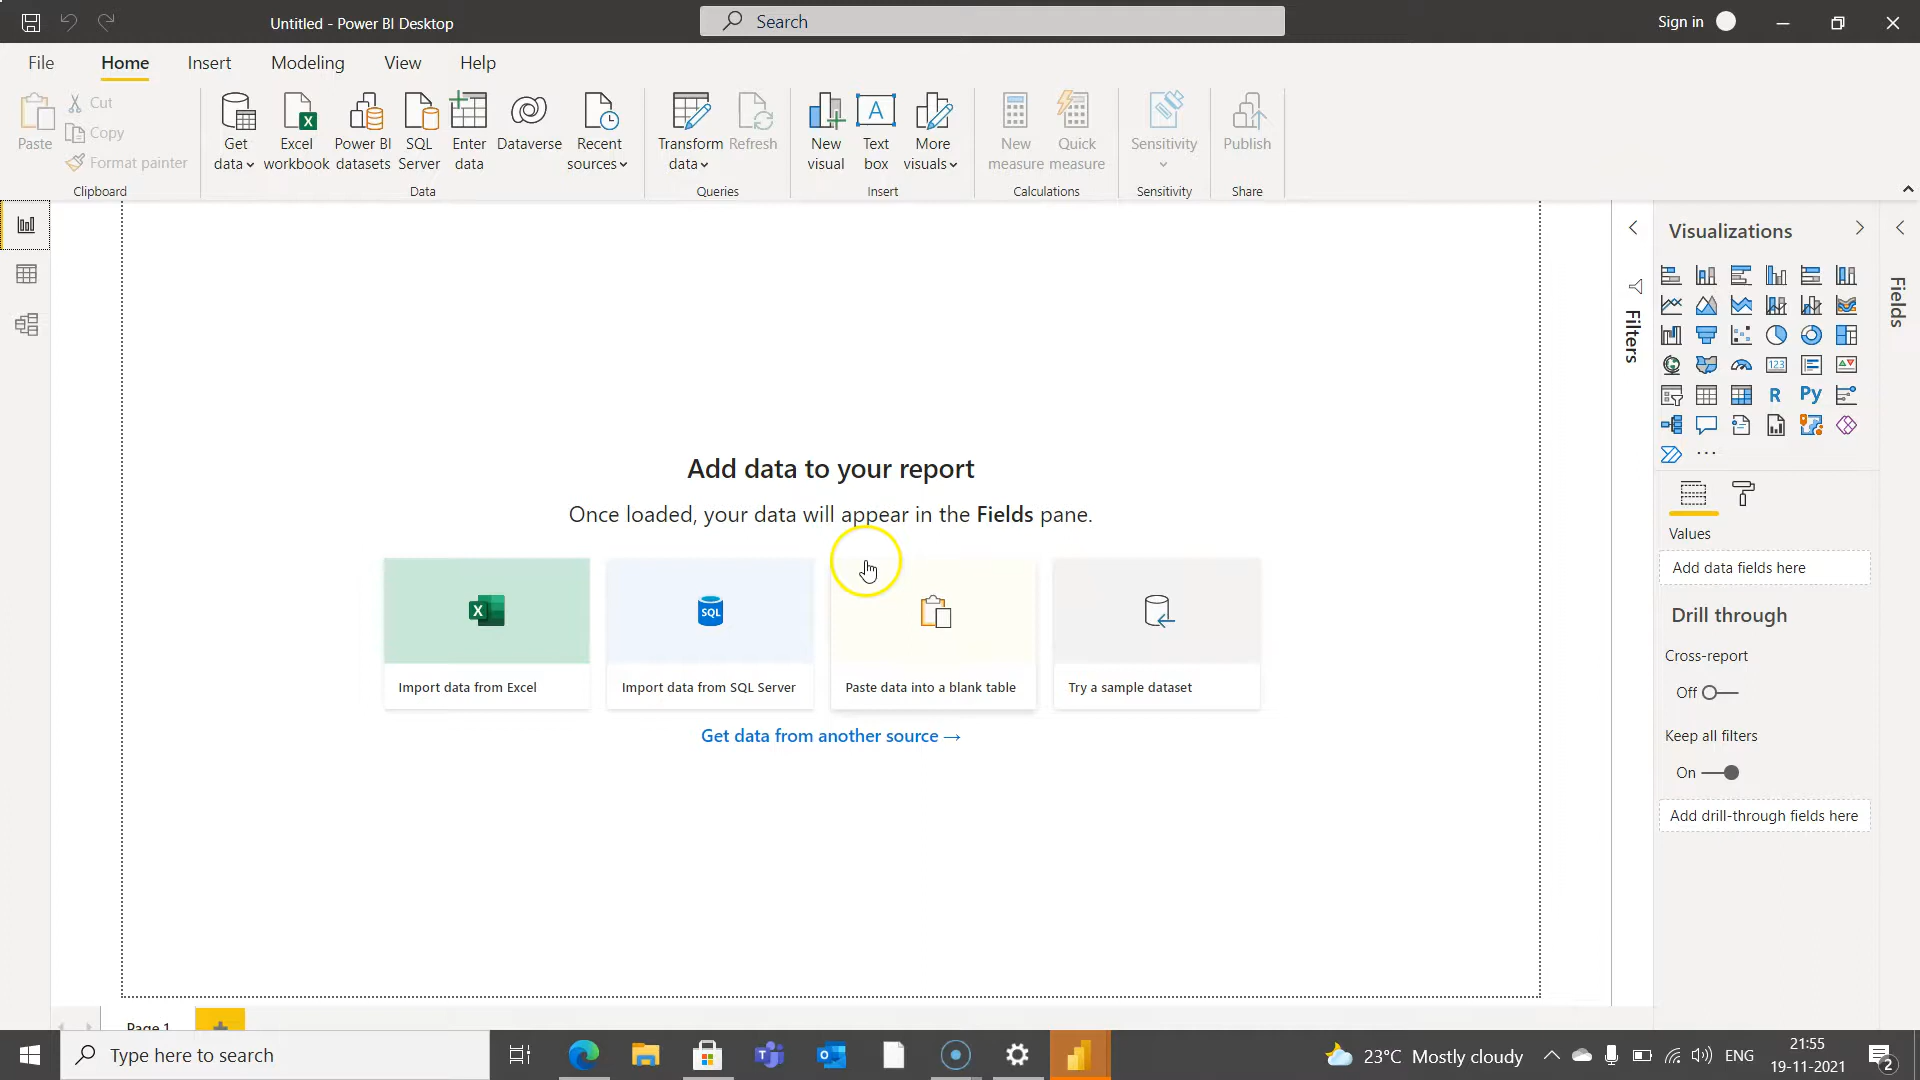 Untitled - Power BI Desktop
Search
Sign in
File
Home
Insert
Modeling
View
Help
Paste
Cut
Copy
Format painter
Clipboard
Get data
Excel workbook
Power BI datasets
SQL Server
Enter data
Dataverse
Recent sources
Data
Transform data
Refresh
Queries
New visual
Text box
More visuals
Insert
New measure
Quick measure
Calculations
Sensitivity
Sensitivity
Publish
Share
Visualizations
Filters
Fields
123
R
Py
Add data to your report
Once loaded, your data will appear in the Fields pane.
X
SQL
Import data from Excel
Import data from SQL Server
Paste data into a blank table
Try a sample dataset
Get data from another source →
Values
Add data fields here
Drill through
Cross-report
Off
Keep all filters
On
Add drill-through fields here
Page 1
Type here to search
23°C Mostly cloudy
ENG
21:55
19-11-2021
2